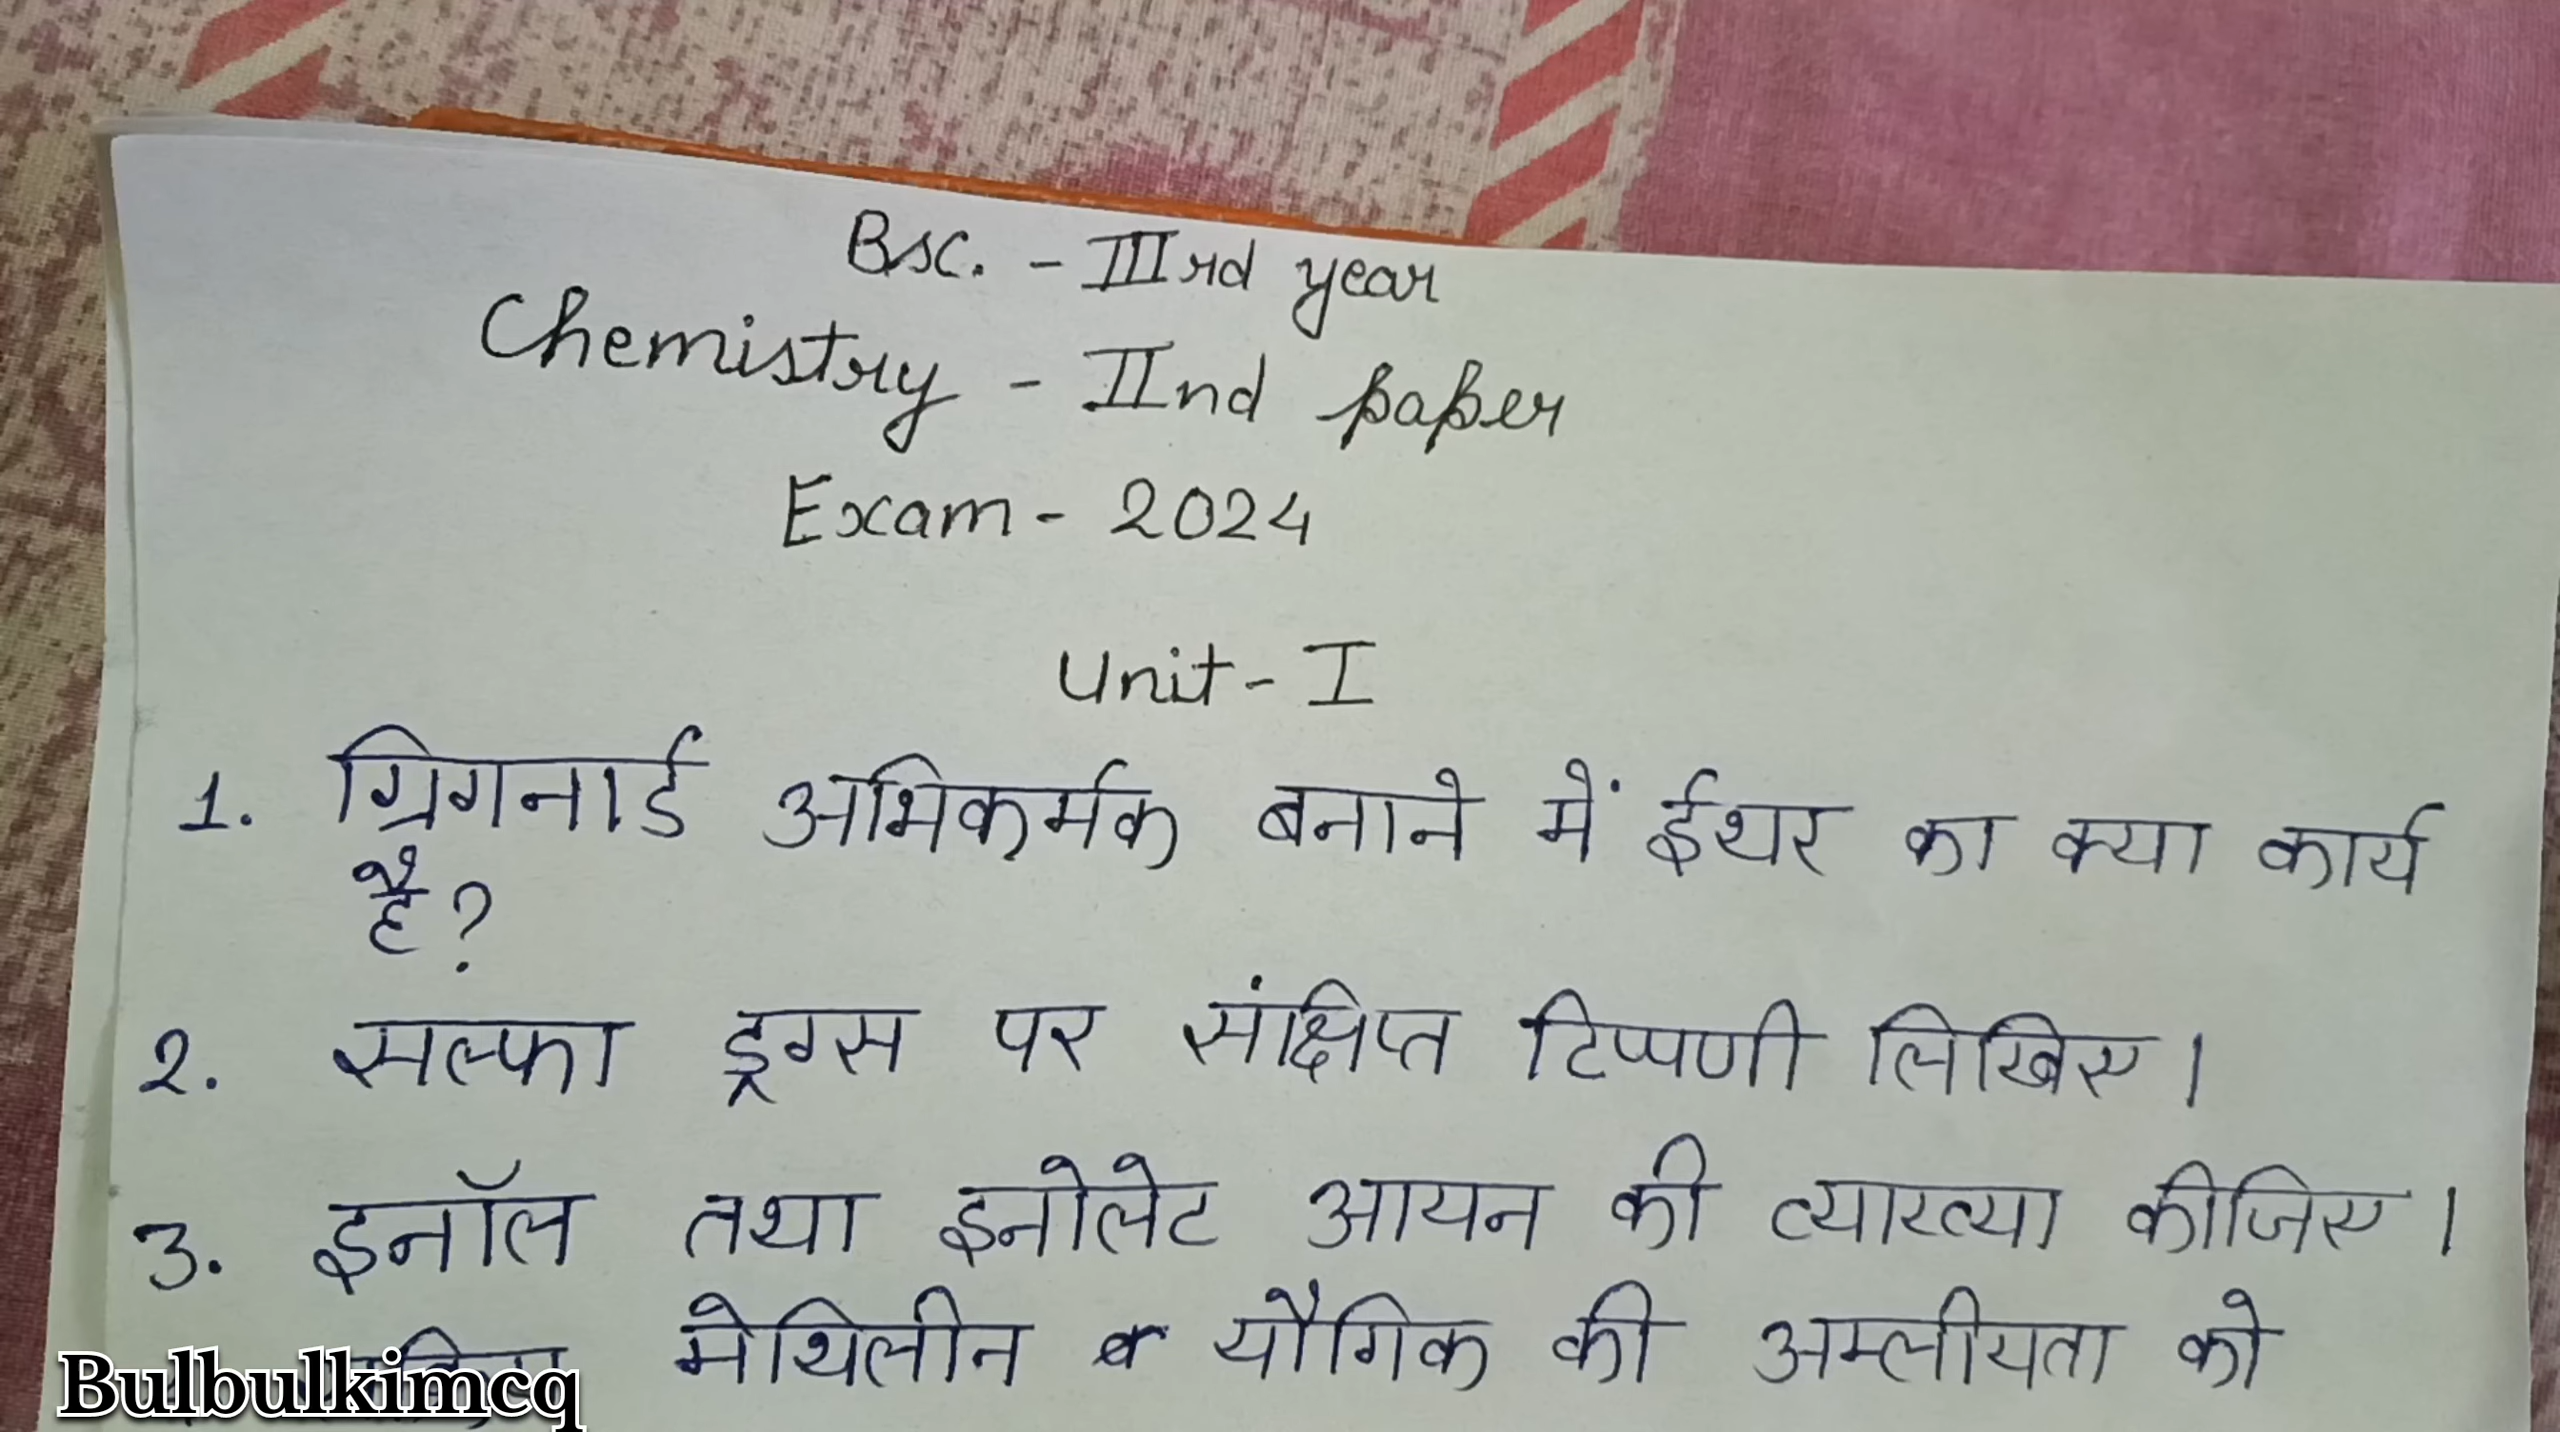 Bsc. - IIIrd year
Chemistry - IInd paper
Exam - 2024
Unit - I
1. ग्रिगनार्ड अभिकर्मक बनाने में ईथर का क्या कार्य
है?
2. सल्फा ड्रग्स पर संक्षिप्त टिप्पणी लिखिए।
3. इनॉल तथा इनोलेट आयन की व्याख्या कीजिए।
मेथिलीन यौगिक की अम्लीयता को
Bulbulkimcq